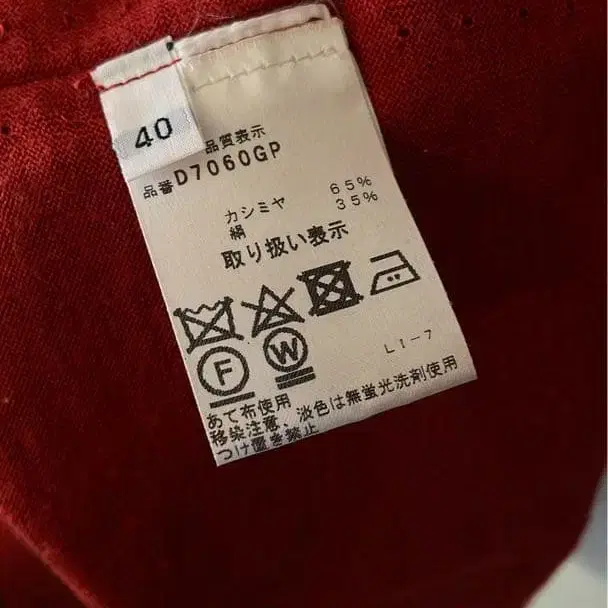 40
品質表示
品番D7060GP
カシミヤ 65%
絹 35%
取り扱い表示
F W
LI-7
あて布使用
移染注意、淡色は無蛍光洗剤使用
つけ置き禁止